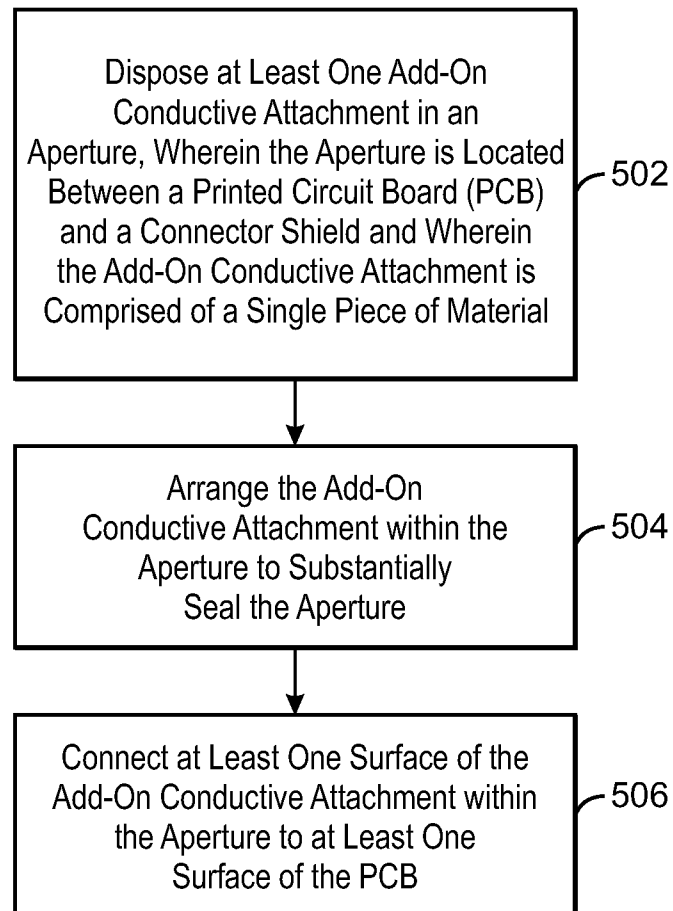 Dispose at Least One Add-On
Conductive Attachment in an
Aperture, Wherein the Aperture is Located
Between a Printed Circuit Board (PCB)
and a Connector Shield and Wherein
the Add-On Conductive Attachment is
Comprised of a Single Piece of Material
502
Arrange the Add-On
Conductive Attachment within the
Aperture to Substantially
Seal the Aperture
504
Connect at Least One Surface of the
Add-On Conductive Attachment within
the Aperture to at Least One
Surface of the PCB
506